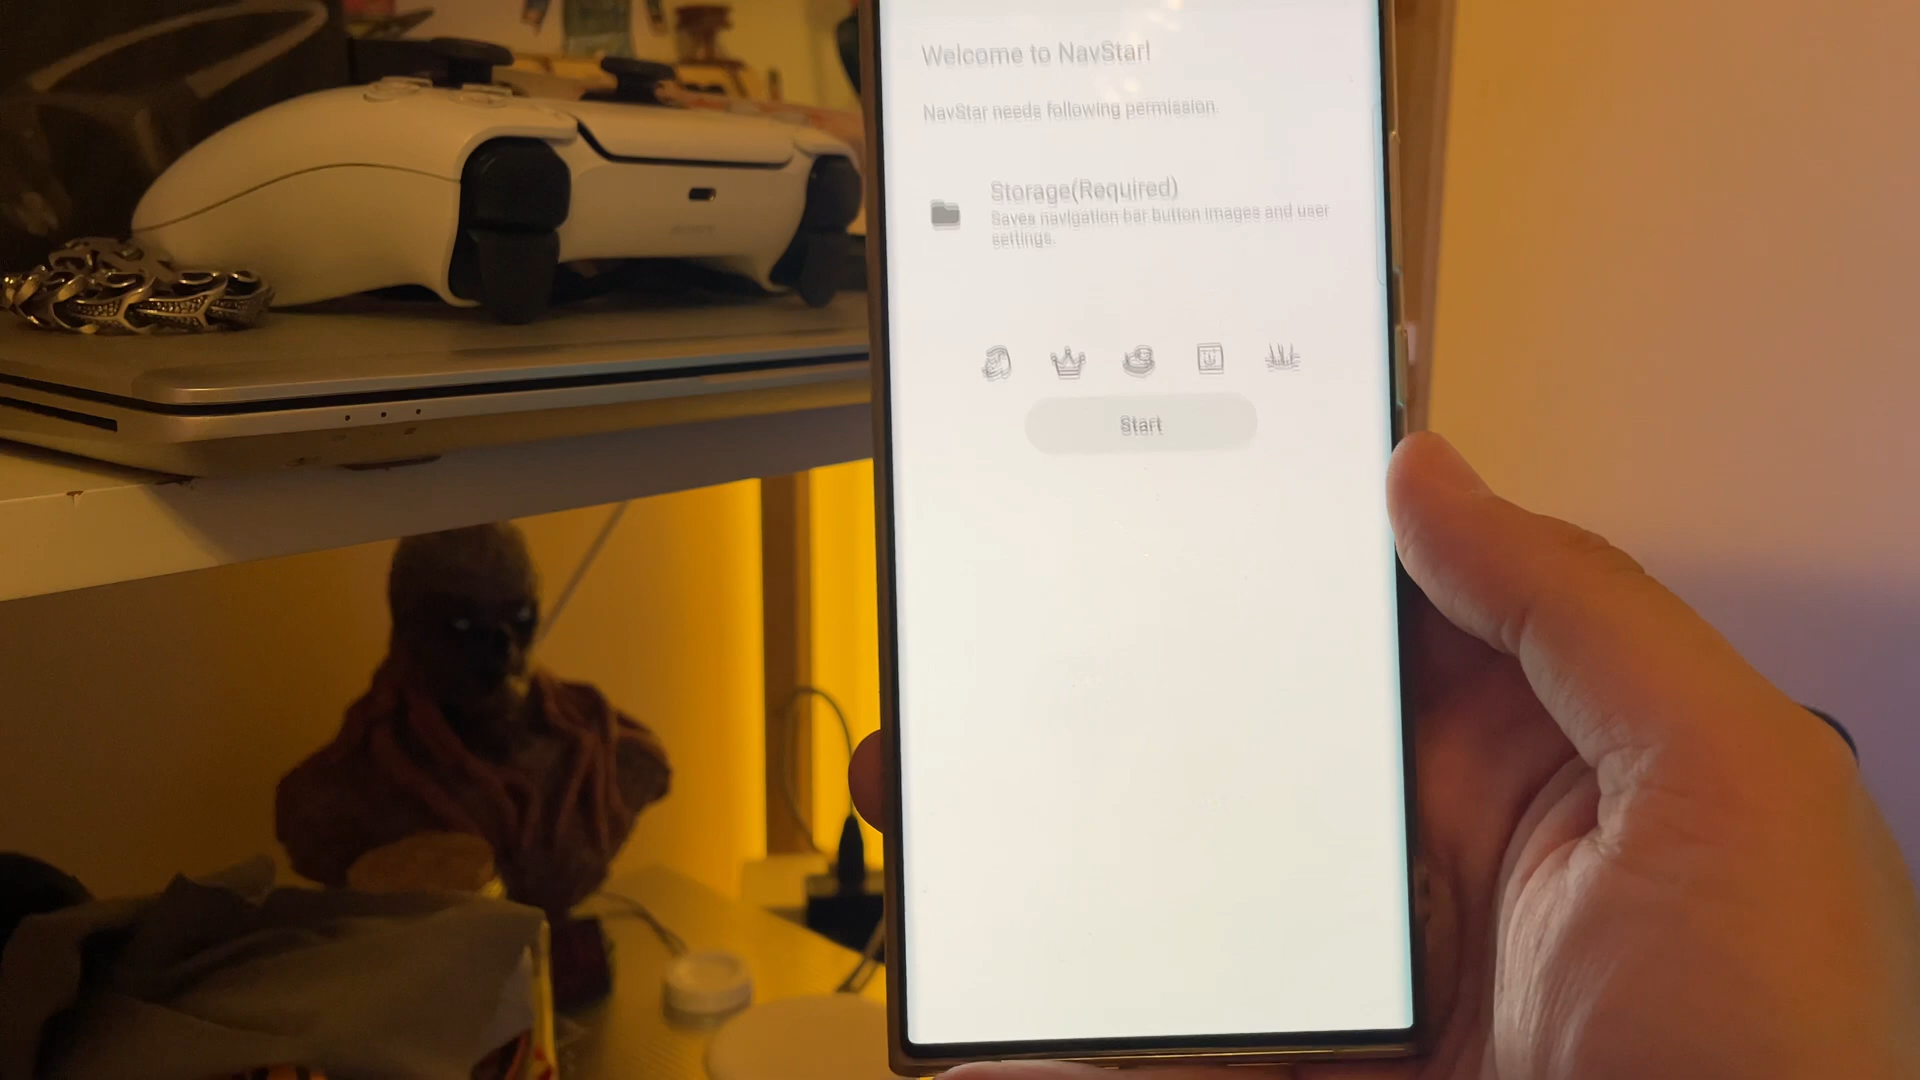 Welcome to NavStar!
NavStar needs following permission.
Storage(Required)
Saves navigation bar button images and user
settings.
Start